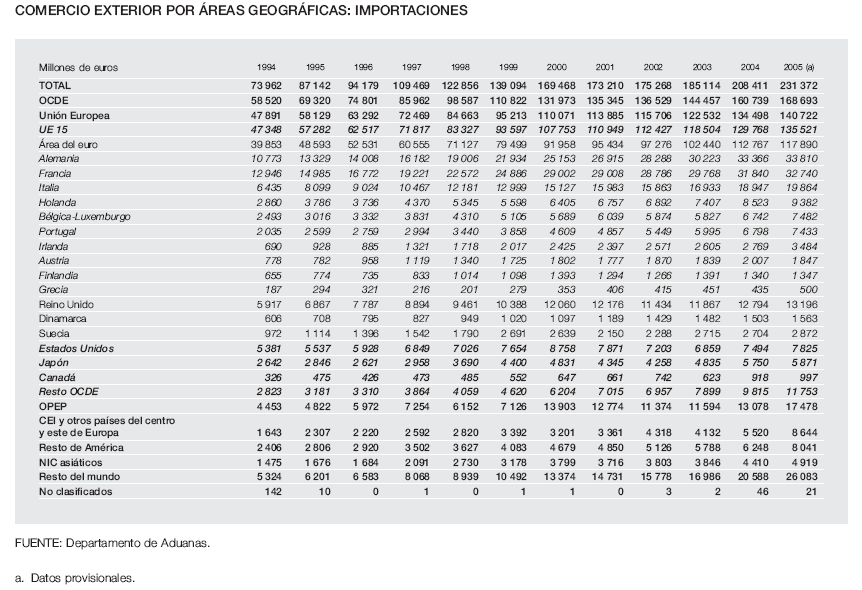 COMERCIO EXTERIOR POR ÁREAS GEOGRÁFICAS: IMPORTACIONES
Millones de euros 1994 1995 1996 1997 1998 1999 2000 2001 2002 2003 2004 2005 (a)
TOTAL 73 962 87 142 94 179 109 469 122 856 139 094 169 468 173 210 175 268 185 114 208 411 231 372
OCDE 58 520 69 320 74 801 85 962 98 587 110 822 131 973 135 345 136 529 144 457 160 739 168 693
Unión Europea 47 891 58 129 63 292 72 469 84 663 95 213 110 071 113 885 115 706 122 532 134 498 140 722
UE 15 47 348 57 282 62 517 71 817 83 327 93 597 107 753 110 949 112 427 118 504 129 768 135 521
Área del euro 39 853 48 593 52 531 60 555 71 127 79 499 91 958 95 434 97 276 102 440 112 767 117 890
Alemania 10 773 13 329 14 008 16 182 19 006 21 934 25 153 26 915 28 288 30 223 33 366 33 810
Francia 12 946 14 985 16 772 19 221 22 572 24 886 29 002 29 008 28 786 29 768 31 840 32 740
Italia 6 435 8 099 9 024 10 467 12 181 12 999 15 127 15 983 15 863 16 933 18 947 19 864
Holanda 2 860 3 786 3 736 4 370 5 345 5 598 6 405 6 757 6 892 7 407 8 523 9 382
Bélgica-Luxemburgo 2 493 3 016 3 332 3 831 4 310 5 105 5 689 6 039 5 874 5 827 6 742 7 482
Portugal 2 035 2 599 2 759 2 994 3 440 3 858 4 609 4 857 5 449 5 995 6 798 7 433
Irlanda 690 928 885 1 321 1 718 2 017 2 425 2 397 2 571 2 605 2 769 3 484
Austria 778 782 958 1 119 1 340 1 725 1 802 1 777 1 870 1 839 2 007 1 847
Finlandia 655 774 735 833 1 014 1 098 1 393 1 294 1 266 1 391 1 340 1 347
Grecia 187 294 321 216 201 279 353 406 415 451 435 500
Reino Unido 5 917 6 867 7 787 8 894 9 461 10 388 12 060 12 176 11 434 11 867 12 794 13 196
Dinamarca 606 708 795 827 949 1 020 1 097 1 189 1 429 1 482 1 503 1 563
Suecia 972 1 114 1 396 1 542 1 790 2 691 2 639 2 150 2 288 2 715 2 704 2 872
Estados Unidos 5 381 5 537 5 928 6 849 7 026 7 654 8 758 7 871 7 203 6 859 7 494 7 825
Japón 2 642 2 846 2 621 2 958 3 690 4 400 4 831 4 345 4 258 4 835 5 750 5 871
Canadá 326 475 426 473 485 552 647 661 742 623 918 997
Resto OCDE 2 823 3 181 3 310 3 864 4 059 4 620 6 204 7 015 6 957 7 899 9 815 11 753
OPEP 4 453 4 822 5 972 7 254 6 152 7 126 13 903 12 774 11 374 11 594 13 078 17 478
CEI y otros países del centro
y este de Europa 1 643 2 307 2 220 2 592 2 820 3 392 3 201 3 361 4 318 4 132 5 520 8 644
Resto de América 2 406 2 806 2 920 3 502 3 627 4 083 4 679 4 850 5 126 5 788 6 248 8 041
NIC asiáticos 1 475 1 676 1 684 2 091 2 730 3 178 3 799 3 716 3 803 3 846 4 410 4 919
Resto del mundo 5 324 6 201 6 583 8 068 8 939 10 492 13 374 14 731 15 778 16 986 20 588 26 083
No clasificados 142 10 0 1 0 1 1 0 3 2 46 21
FUENTE: Departamento de Aduanas.
a. Datos provisionales.